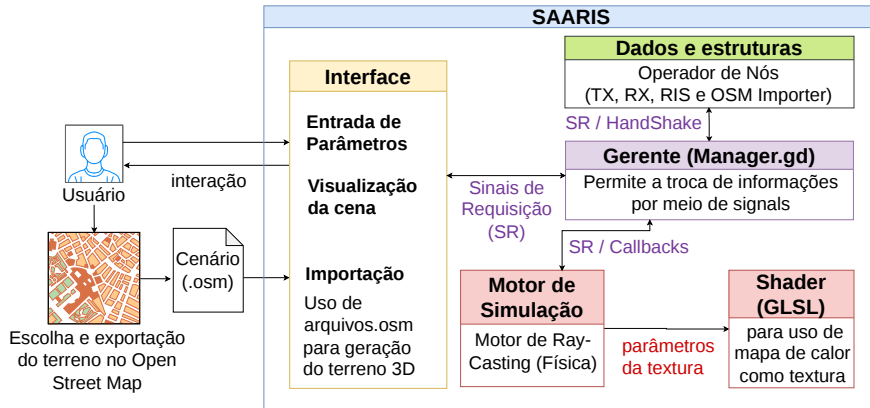 SAARIS
Interface
Entrada de
Parâmetros
Visualização
da cena
Importação
Uso de
arquivos.osm
para geração
do terreno 3D
Usuário
interação
Cenário
(.osm)
Escolha e exportação
do terreno no Open
Street Map
Dados e estruturas
Operador de Nós
(TX, RX, RIS e OSM Importer)
SR / HandShake
Gerente (Manager.gd)
Permite a troca de informações
por meio de signals
Sinais de
Requisição
(SR)
SR / Callbacks
Motor de
Simulação
Motor de Ray-
Casting (Física)
parâmetros
da textura
Shader
(GLSL)
para uso de
mapa de calor
como textura